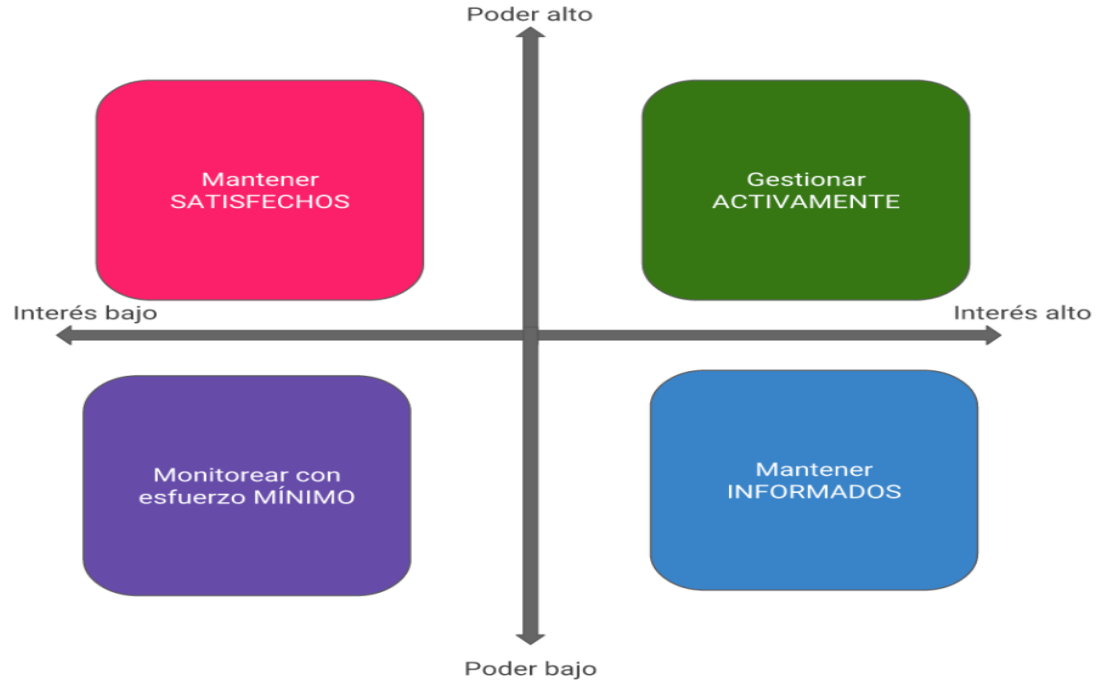 Poder alto
Mantener
SATISFECHOS
Gestionar
ACTIVAMENTE
Interés bajo
Interés alto
Monitorear con
esfuerzo MÍNIMO
Mantener
INFORMADOS
Poder bajo